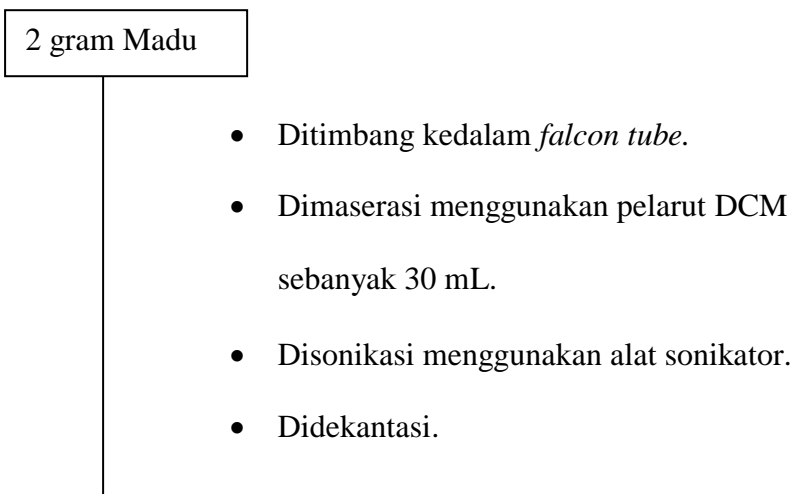 2 gram Madu
• Ditimbang kedalam falcon tube.
• Dimaserasi menggunakan pelarut DCM
sebanyak 30 mL.
• Disonikasi menggunakan alat sonikator.
• Didekantasi.